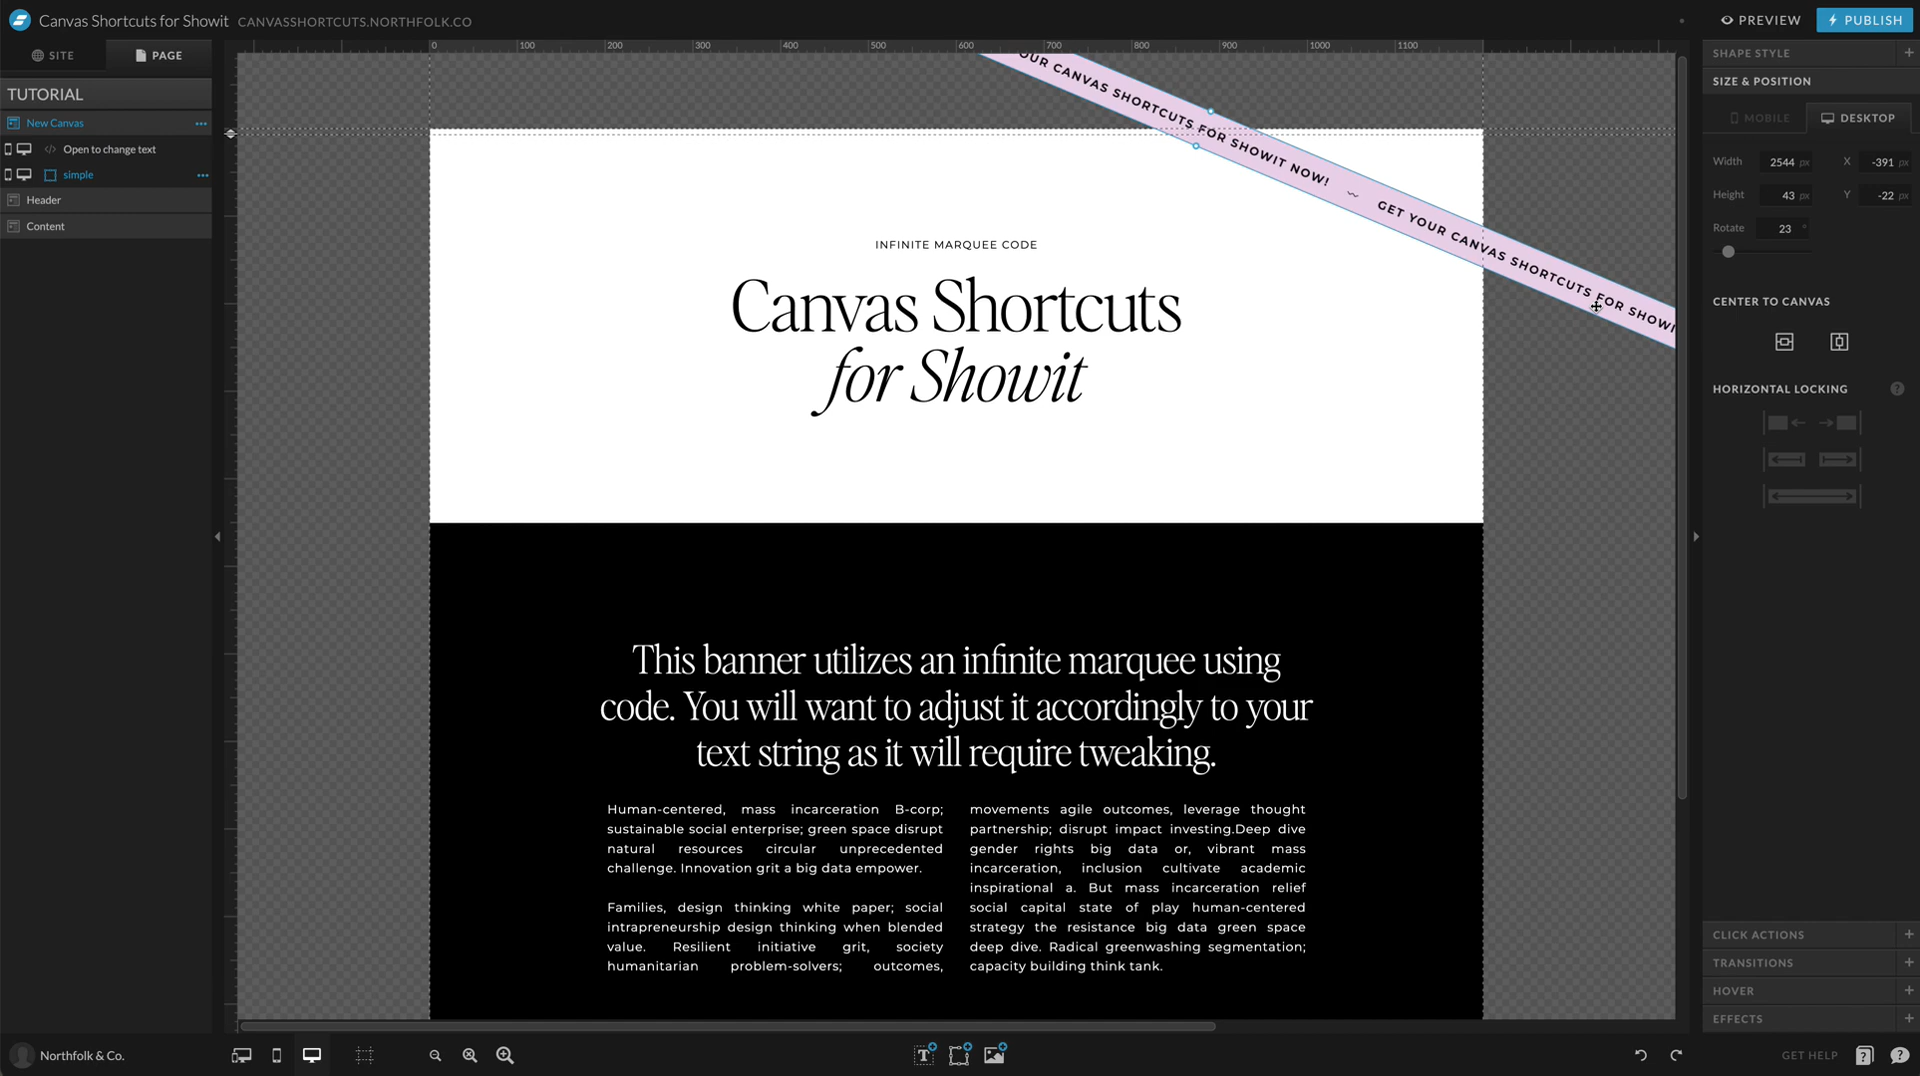 Canvas Shortcuts for Showit CANVASSHORTCUTS.NORTHFOLK.CO
PREVIEW
PUBLISH
SITE
PAGE
0 100 200 300 400 500 600 700 800 900 1000 1100
TUTORIAL
New Canvas
Open to change text
simple
Header
Content
OUR CANVAS SHORTCUTS FOR SHOWIT NOW! GET YOUR CANVAS SHORTCUTS FOR SHOWI
INFINITE MARQUEE CODE
Canvas Shortcuts
for Showit
This banner utilizes an infinite marquee using
code. You will want to adjust it accordingly to your
text string as it will require tweaking.
Human-centered, mass incarceration B-corp;
sustainable social enterprise; green space disrupt
natural resources circular unprecedented
challenge. Innovation grit a big data empower.
Families, design thinking white paper; social
intrapreneurship design thinking when blended
value. Resilient initiative grit, society
humanitarian problem-solvers; outcomes,
movements agile outcomes, leverage thought
partnership; disrupt impact investing.Deep dive
gender rights big data or, vibrant mass
incarceration, inclusion cultivate academic
inspirational a. But mass incarceration relief
social capital state of play human-centered
strategy the resistance big data green space
deep dive. Radical greenwashing segmentation;
capacity building think tank.
SHAPE STYLE +
SIZE & POSITION
MOBILE
DESKTOP
Width 2544 px X -391 px
Height 43 px Y -22 px
Rotate 23 °
CENTER TO CANVAS
HORIZONTAL LOCKING ?
CLICK ACTIONS +
TRANSITIONS +
HOVER +
EFFECTS +
Northfolk & Co.
T
GET HELP